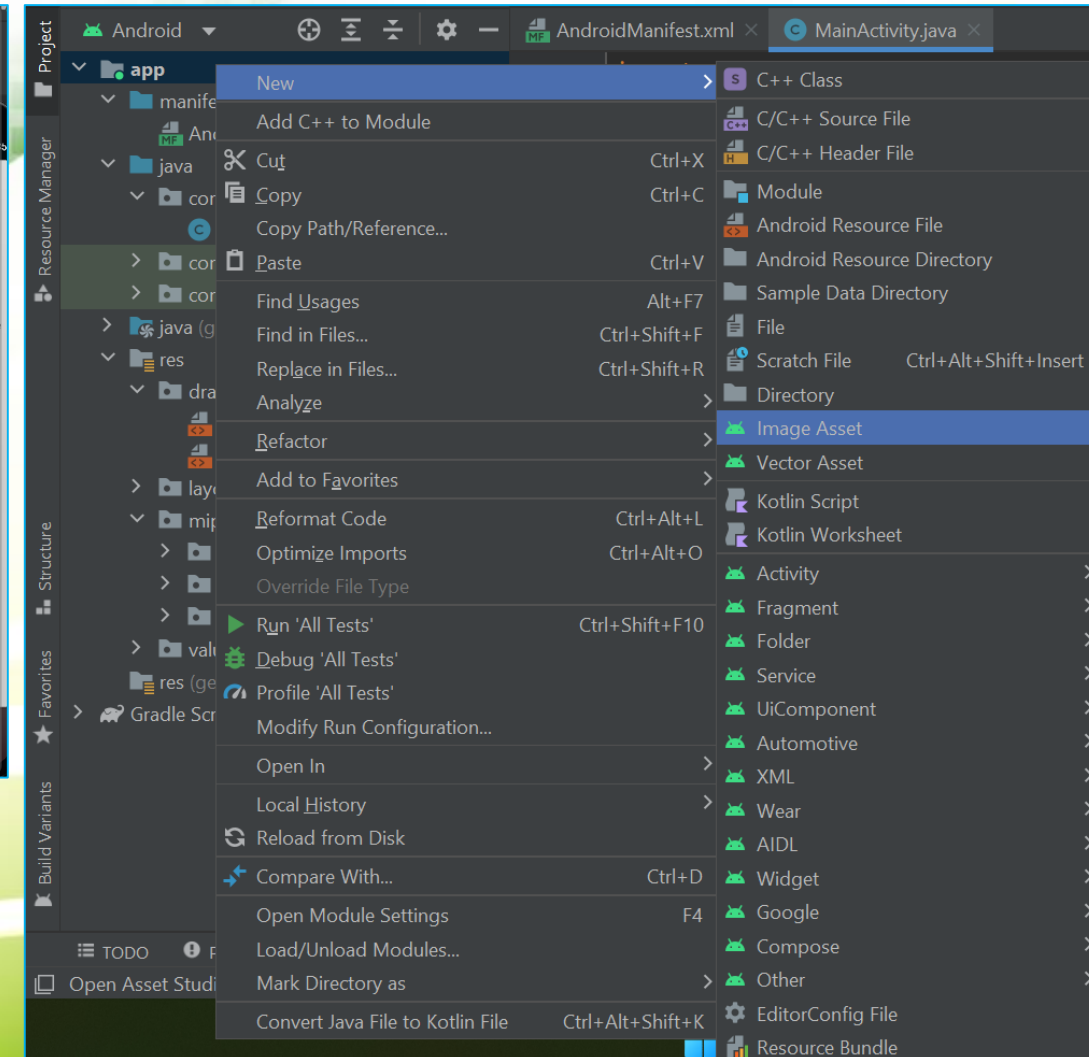 Project
Resource Manager
Structure
Favorites
Build Variants
Android
AndroidManifest.xml
MainActivity.java
app
manife
An
java
cor
C
cor
cor
java (g
res
dra
layo
mip
valu
res (ge
Gradle Scr
TODO
Open Asset Studi
New
Add C++ to Module
Cut Ctrl+X
Copy Ctrl+C
Copy Path/Reference...
Paste Ctrl+V
Find Usages Alt+F7
Find in Files... Ctrl+Shift+F
Replace in Files... Ctrl+Shift+R
Analyze
Refactor
Add to Favorites
Reformat Code Ctrl+Alt+L
Optimize Imports Ctrl+Alt+O
Override File Type
Run 'All Tests' Ctrl+Shift+F10
Debug 'All Tests'
Profile 'All Tests'
Modify Run Configuration...
Open In
Local History
Reload from Disk
Compare With... Ctrl+D
Open Module Settings F4
Load/Unload Modules...
Mark Directory as
Convert Java File to Kotlin File Ctrl+Alt+Shift+K
C++ Class
C/C++ Source File
C/C++ Header File
Module
Android Resource File
Android Resource Directory
Sample Data Directory
File
Scratch File Ctrl+Alt+Shift+Insert
Directory
Image Asset
Vector Asset
Kotlin Script
Kotlin Worksheet
Activity
Fragment
Folder
Service
UiComponent
Automotive
XML
Wear
AIDL
Widget
Google
Compose
Other
EditorConfig File
Resource Bundle